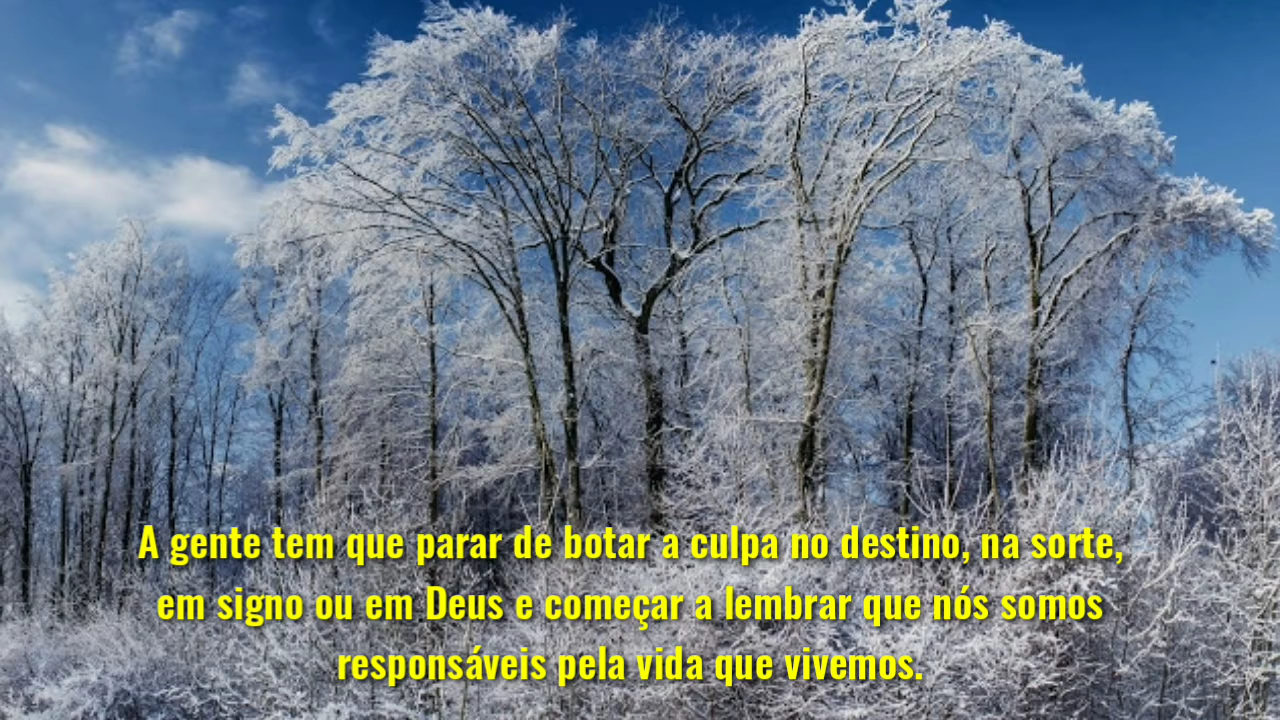 A gente tem que parar de botar a culpa no destino, na sorte,
em signo ou em Deus e começar a lembrar que nós somos
responsáveis pela vida que vivemos.